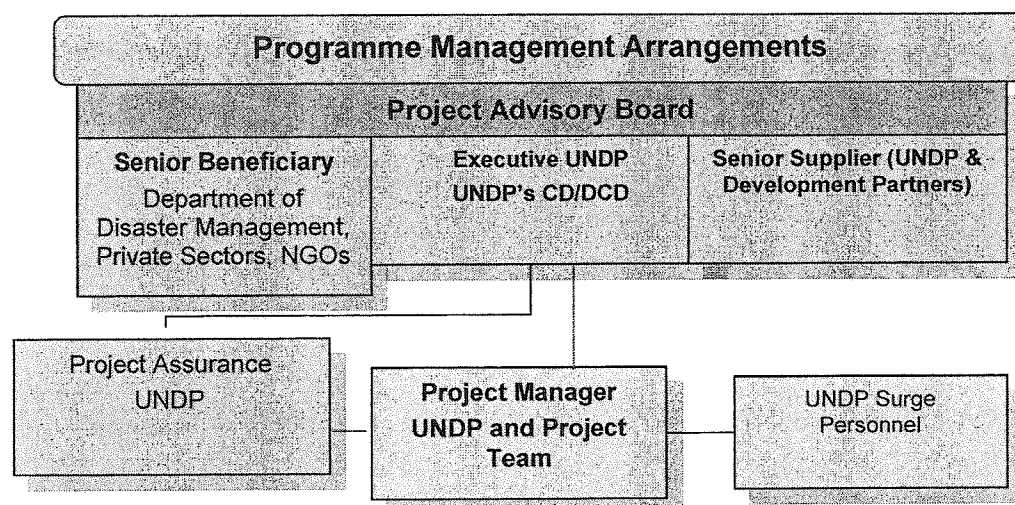 Programme Management Arrangements
Project Advisory Board
Senior Beneficiary
Department of
Disaster Management,
Private Sectors, NGOs
Executive UNDP
UNDP's CD/DCD
Senior Supplier (UNDP &
Development Partners)
Project Assurance
UNDP
Project Manager
UNDP and Project
Team
UNDP Surge
Personnel